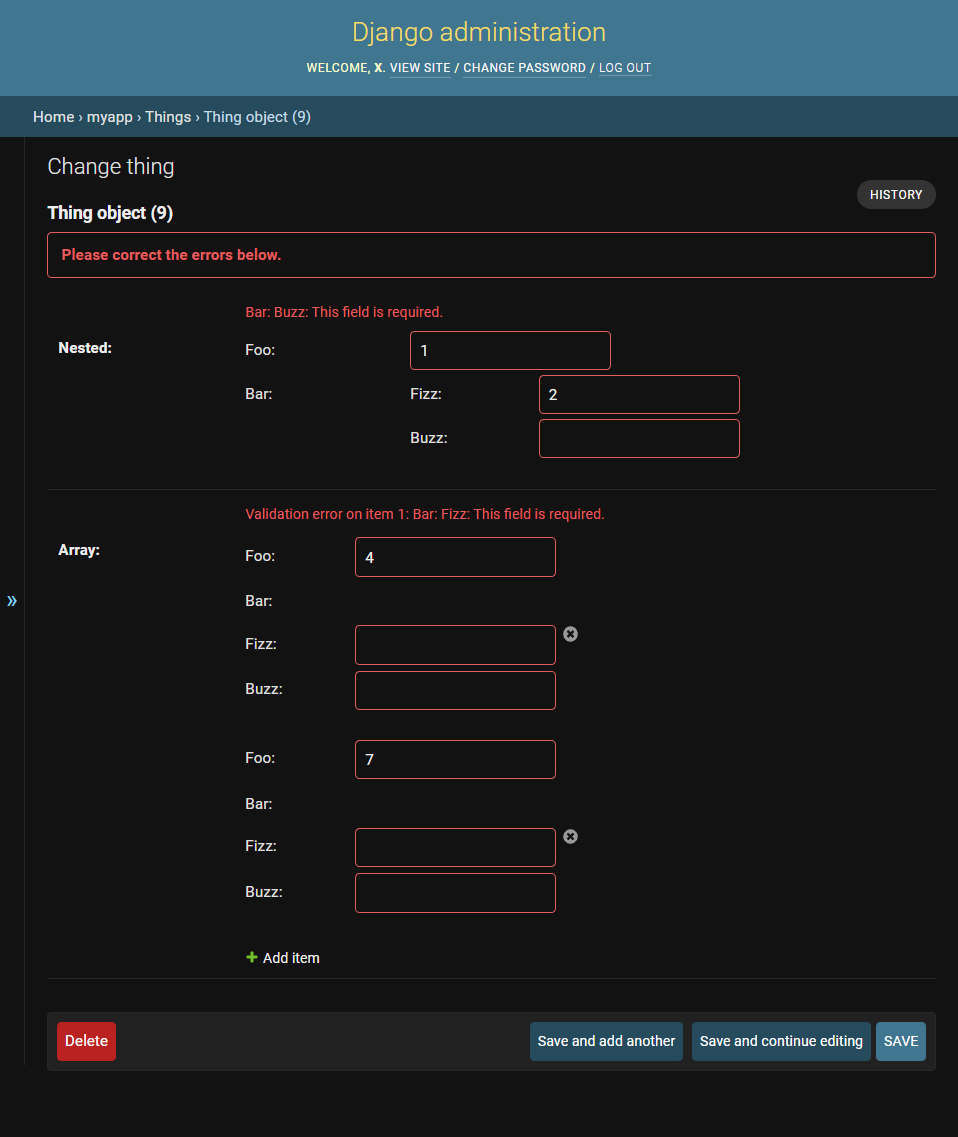 Django administration
WELCOME, X. VIEW SITE / CHANGE PASSWORD / LOG OUT
Home › myapp › Things › Thing object (9)
Change thing
HISTORY
Thing object (9)
Please correct the errors below.
Bar: Buzz: This field is required.
Nested:
Foo:
1
Bar:
Fizz:
2
Buzz:
Validation error on item 1: Bar: Fizz: This field is required.
Array:
Foo:
4
Bar:
»
Fizz:
Buzz:
Foo:
7
Bar:
Fizz:
Buzz:
Add item
Delete
Save and add another
Save and continue editing
SAVE